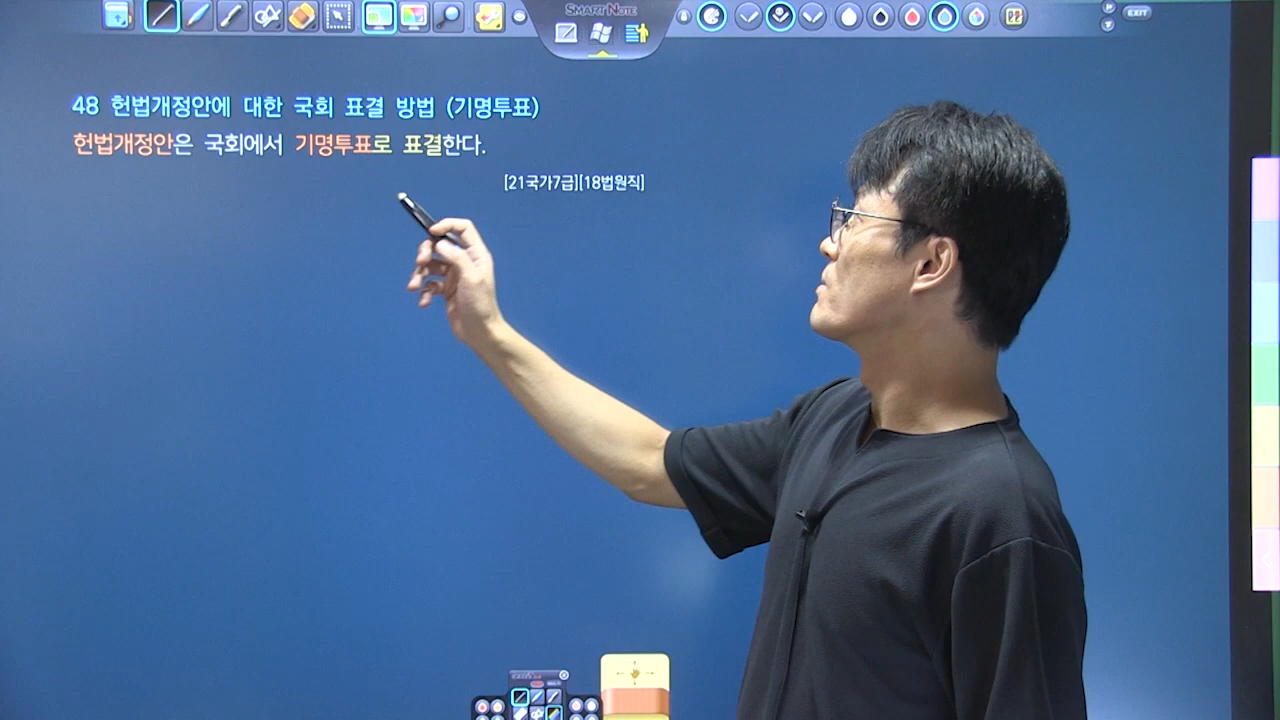 SMART NOTE
EXIT
48 헌법개정안에 대한 국회 표결 방법 (기명투표)
헌법개정안은 국회에서 기명투표로 표결한다.
[21국가7급][18법원직]